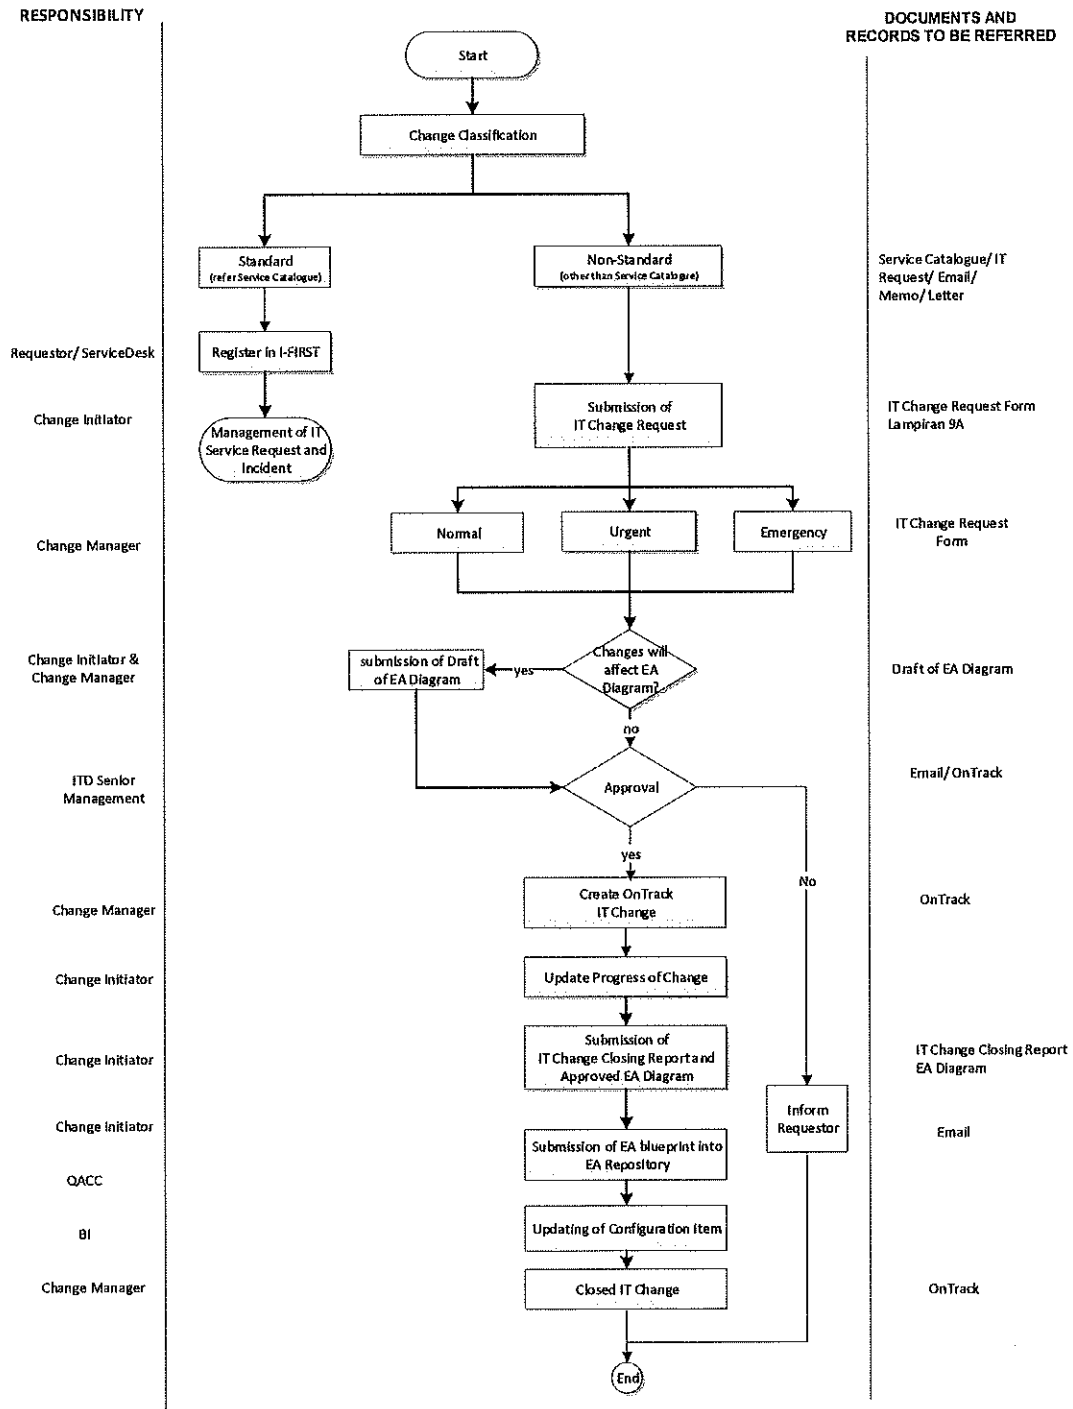 RESPONSIBILITY
DOCUMENTS AND
RECORDS TO BE REFERRED
Start
Change Classification
Standard
(refer Service Catalogue)
Non-Standard
(other than Service Catalogue)
Service Catalogue/ IT
Request/ Email/
Memo/ Letter
Requestor/ ServiceDesk
Register in I-FIRST
Change Initiator
Management of IT
Service Request and
Incident
Submission of
IT Change Request
IT Change Request Form
Lampiran 9A
Change Manager
Normal
Urgent
Emergency
IT Change Request
Form
Change Initiator &
Change Manager
submission of Draft
of EA Diagram
yes
Changes will
affect EA
Diagram?
Draft of EA Diagram
no
ITD Senior
Management
Approval
Email/ OnTrack
yes
No
Change Manager
Create OnTrack
IT Change
OnTrack
Change Initiator
Update Progress of Change
Change Initiator
Submission of
IT Change Closing Report and
Approved EA Diagram
IT Change Closing Report
EA Diagram
Change Initiator
Inform
Requestor
Email
Submission of EA blueprint into
EA Repository
QACC
BI
Updating of Configuration Item
Change Manager
Closed IT Change
OnTrack
End